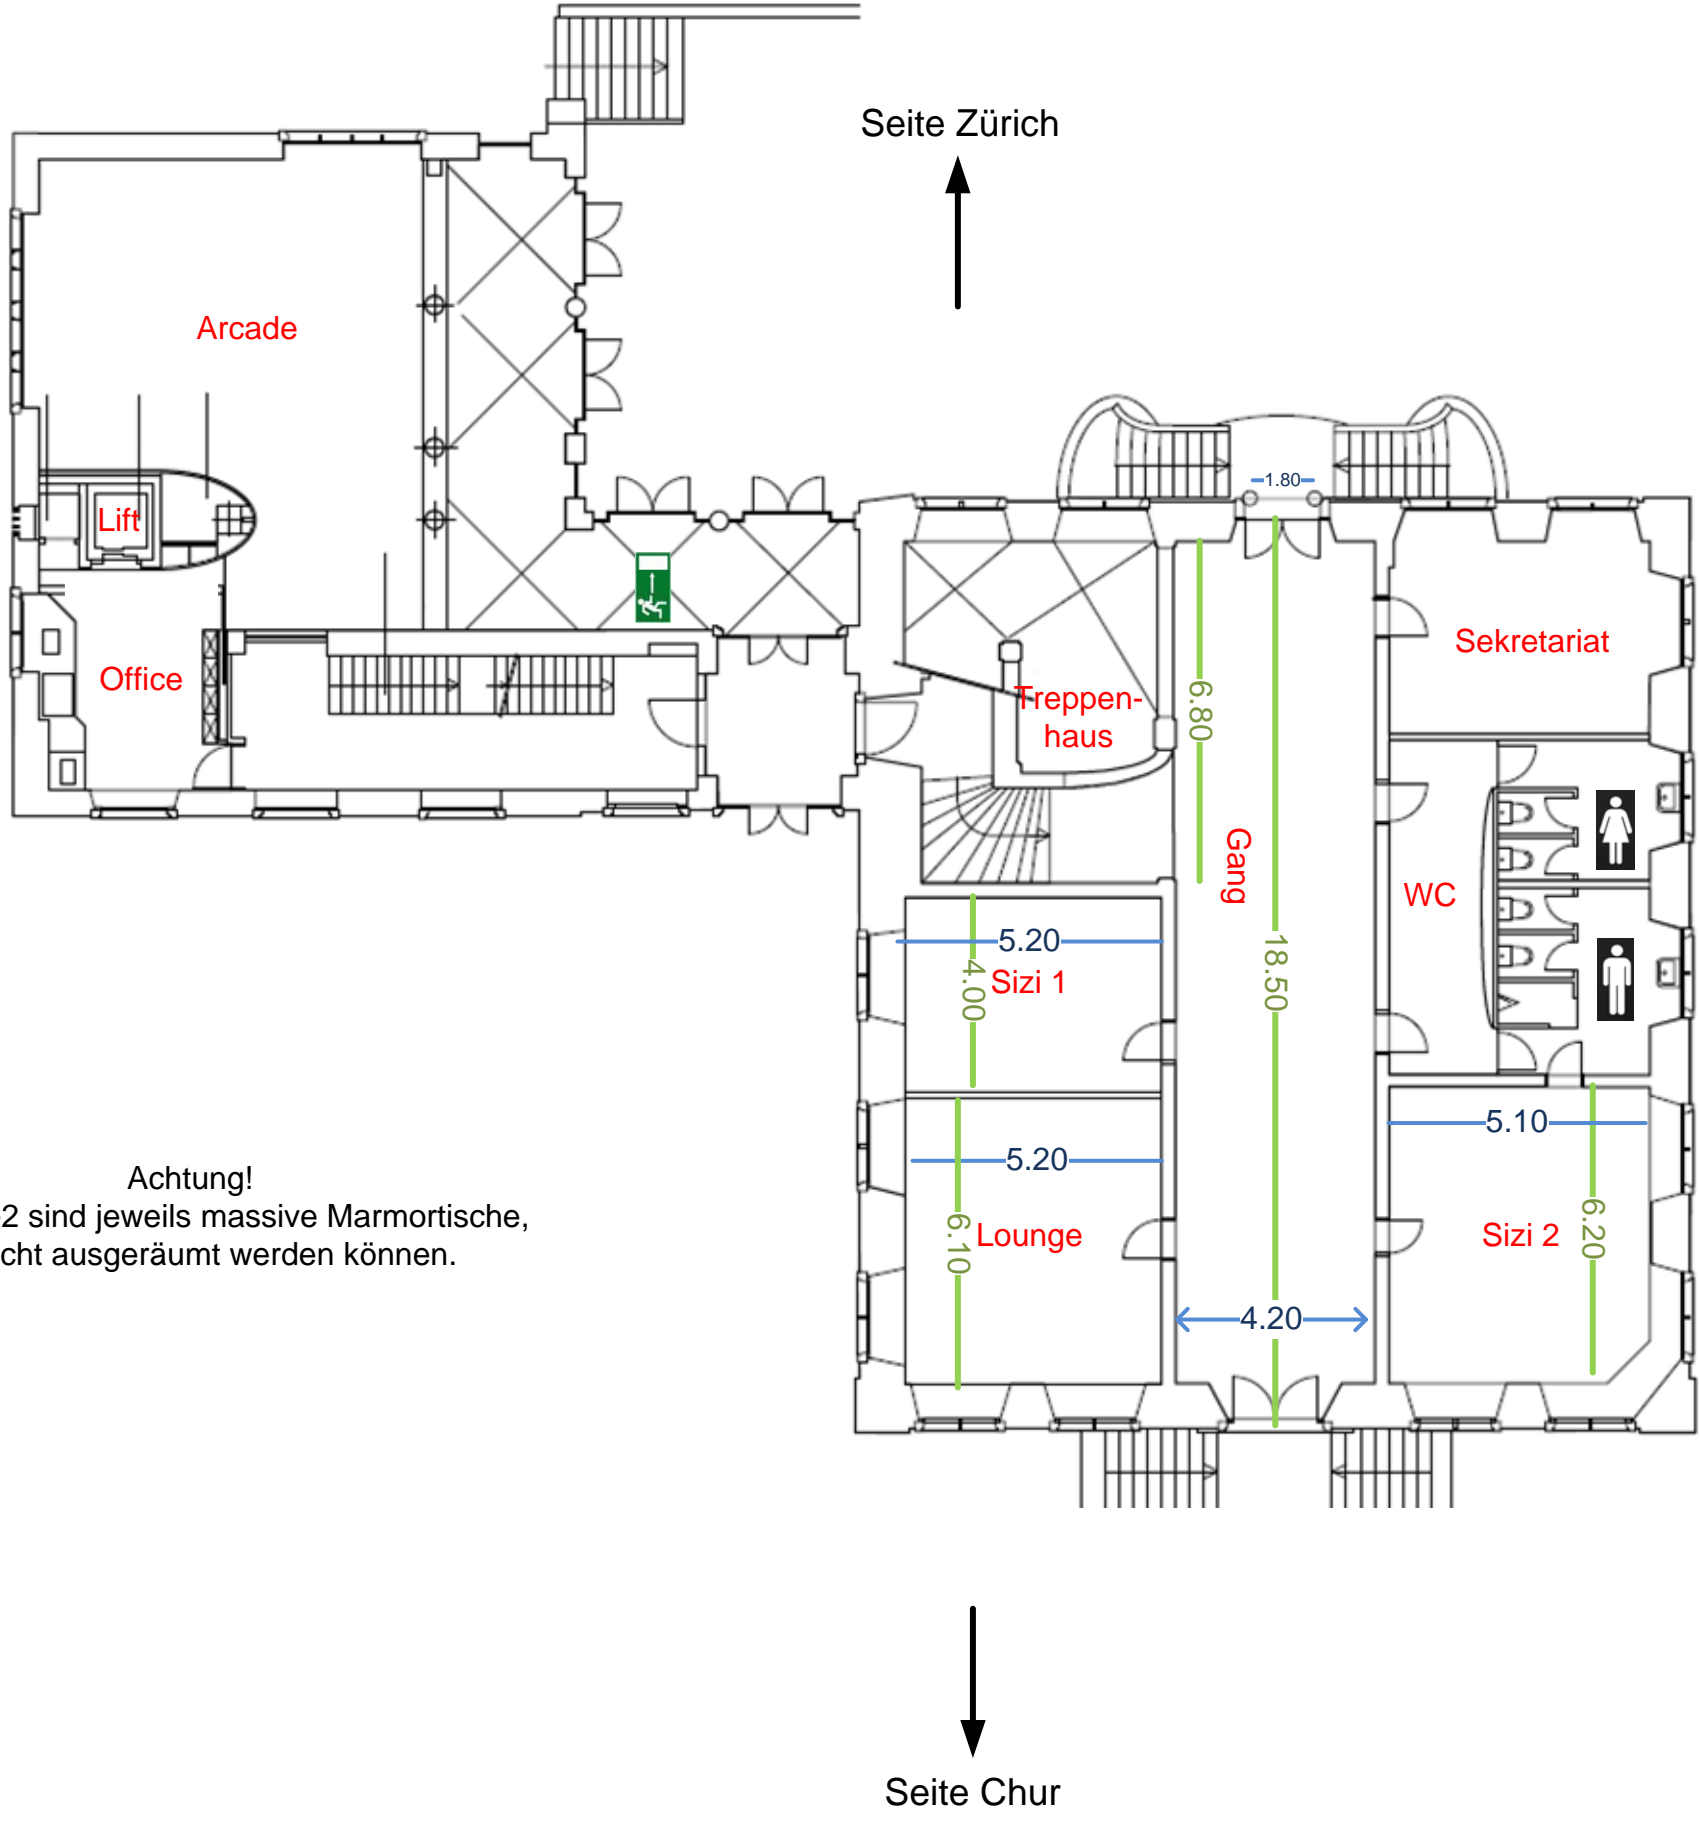 Seite Zürich
Arcade
1.80
Lift
Sekretariat
Office
Treppen-
haus
6.80
Gang
WC
5.20
4.00
Sizi 1
18.50
5.10
5.20
Achtung!
2 sind jeweils massive Marmortische,
cht ausgeräumt werden können.
6.10
Lounge
Sizi 2
6.20
4.20
Seite Chur